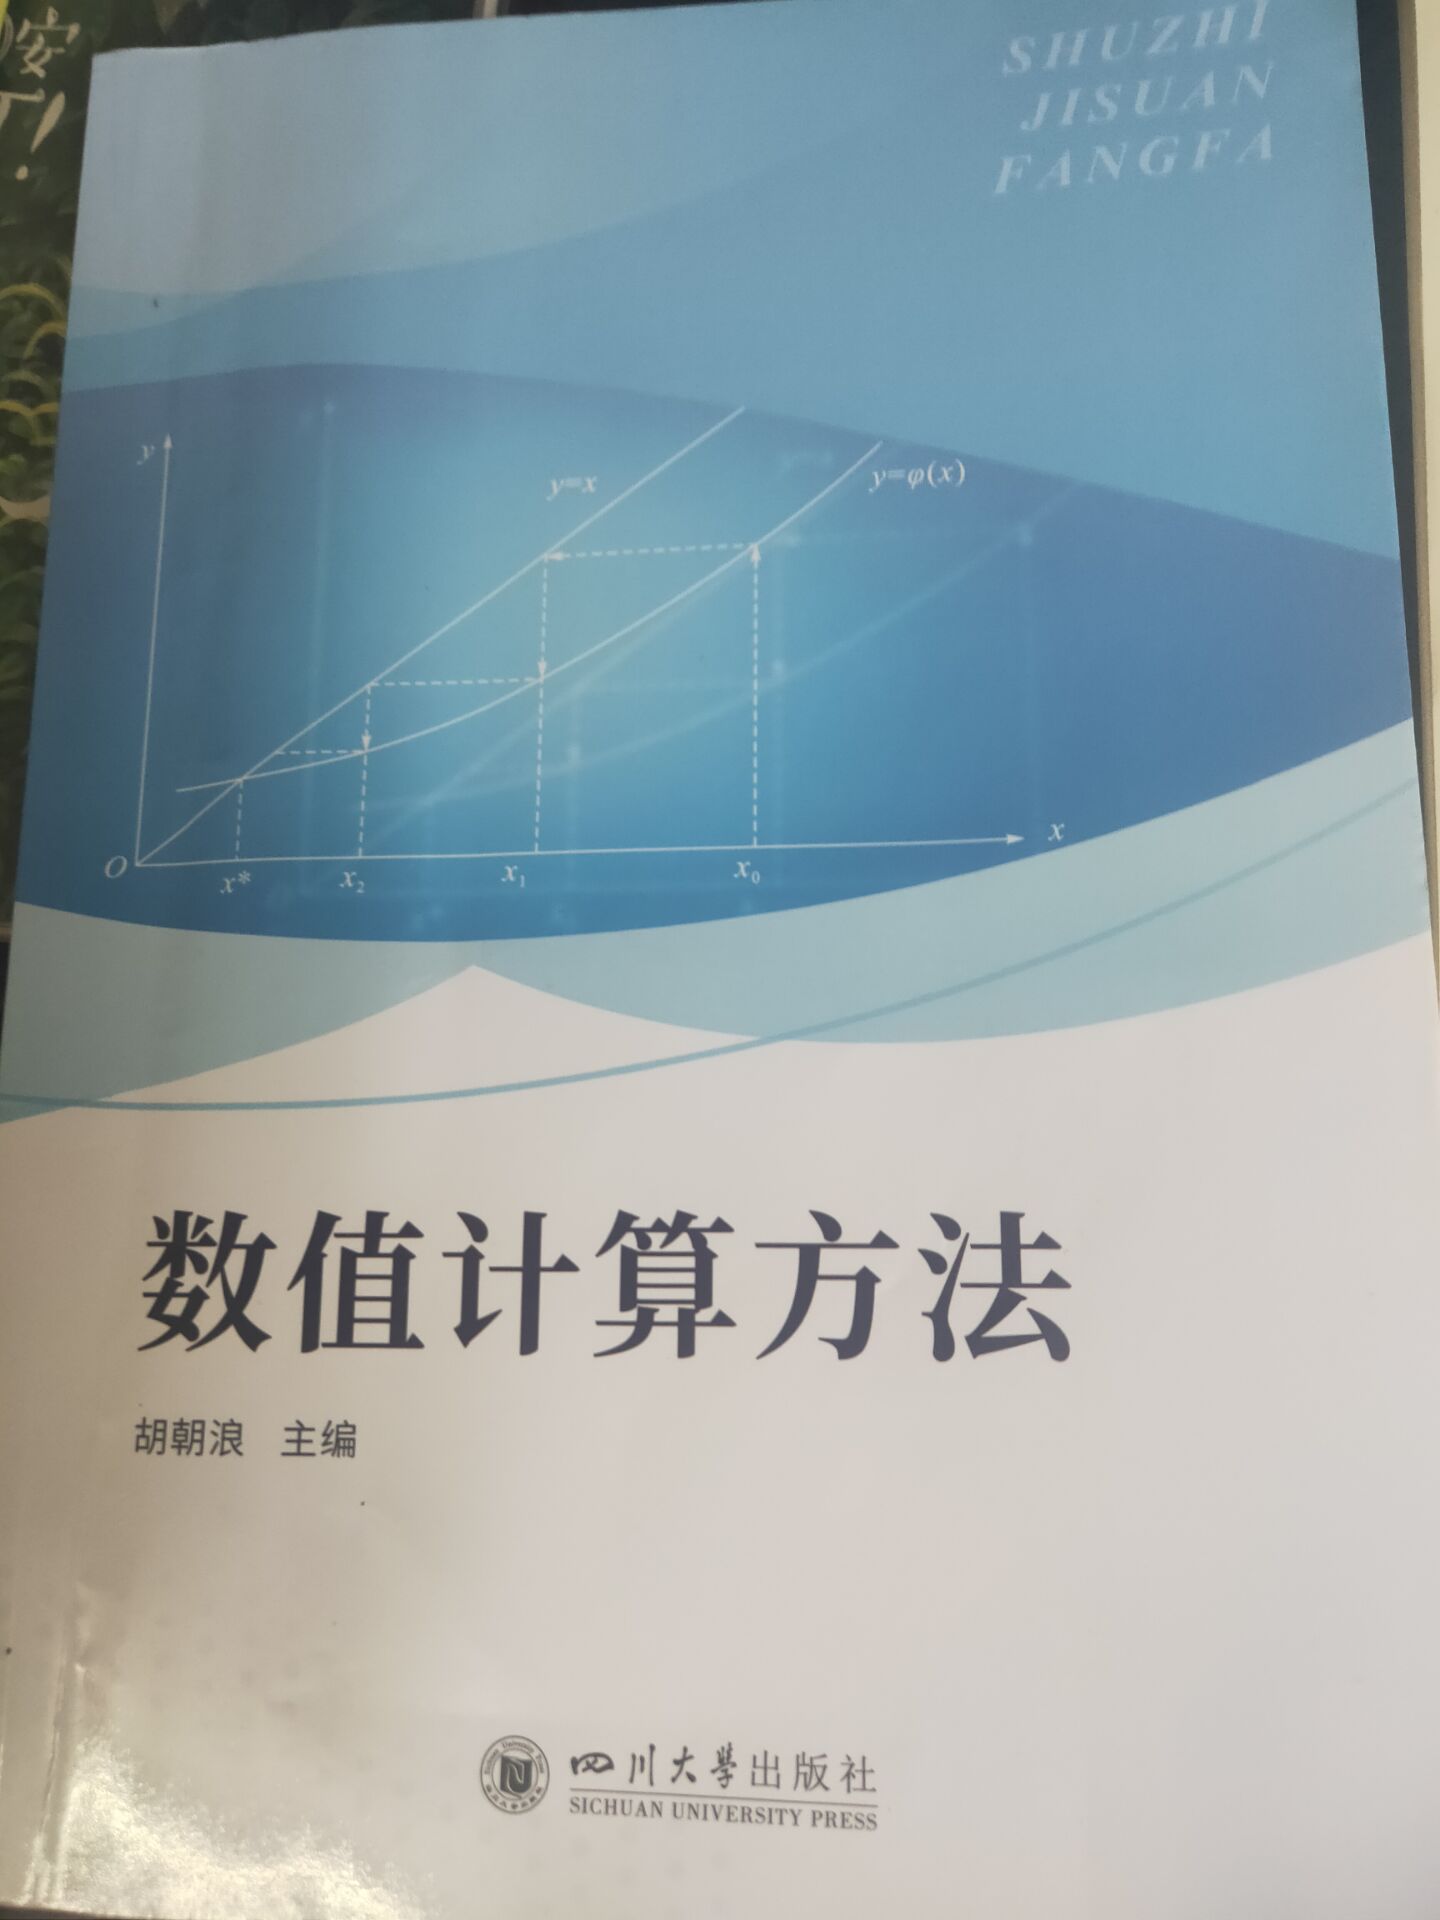 安
!
SHUZHI
JISUAN
FANGFA
y
y=x
y=φ(x)
O
x*
x₂
x₁
x₀
x
数值计算方法
胡朝浪 主编
四川大学出版社
SICHUAN UNIVERSITY PRESS